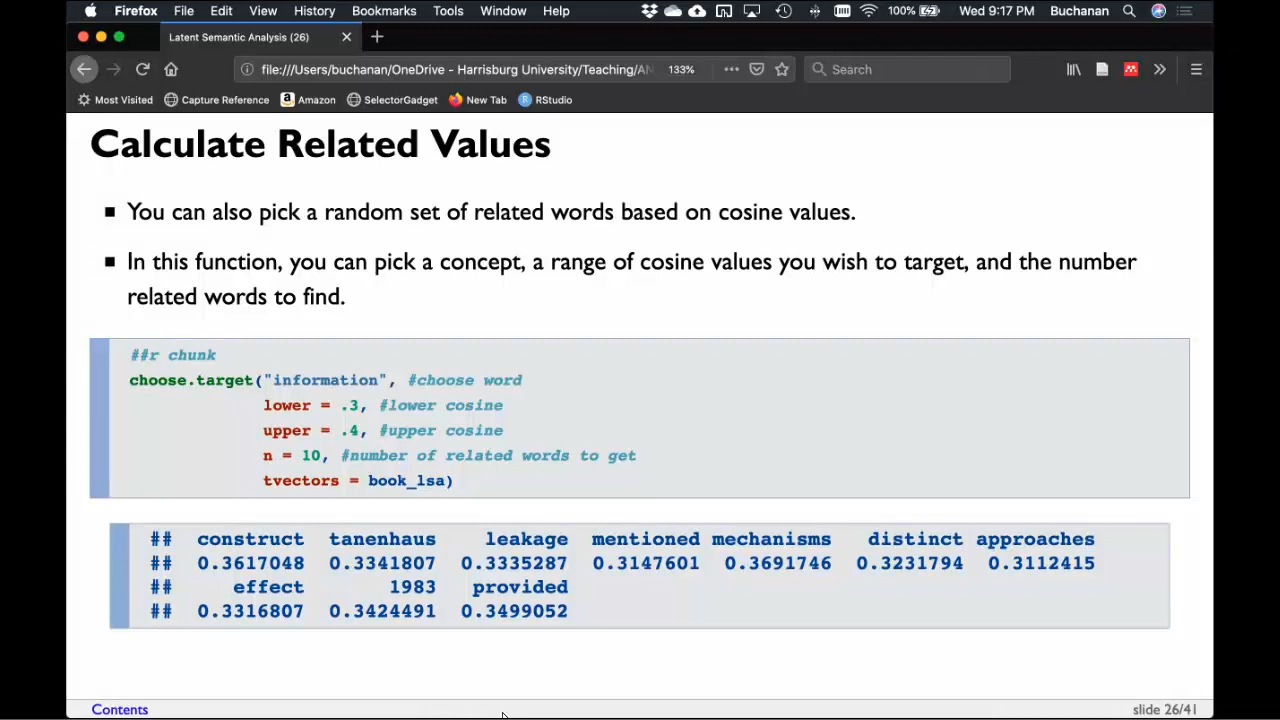 Firefox File Edit View History Bookmarks Tools Window Help 100% Wed 9:17 PM Buchanan
Latent Semantic Analysis (26)
file:///Users/buchanan/OneDrive - Harrisburg University/Teaching/AN 133% Search
Most Visited Capture Reference Amazon SelectorGadget New Tab RStudio
Calculate Related Values
You can also pick a random set of related words based on cosine values.
In this function, you can pick a concept, a range of cosine values you wish to target, and the number
related words to find.
##r chunk
choose.target("information", #choose word
lower = .3, #lower cosine
upper = .4, #upper cosine
n = 10, #number of related words to get
tvectors = book_lsa)
## construct tanenhaus leakage mentioned mechanisms distinct approaches
## 0.3617048 0.3341807 0.3335287 0.3147601 0.3691746 0.3231794 0.3112415
## effect 1983 provided
## 0.3316807 0.3424491 0.3499052
Contents slide 26/41